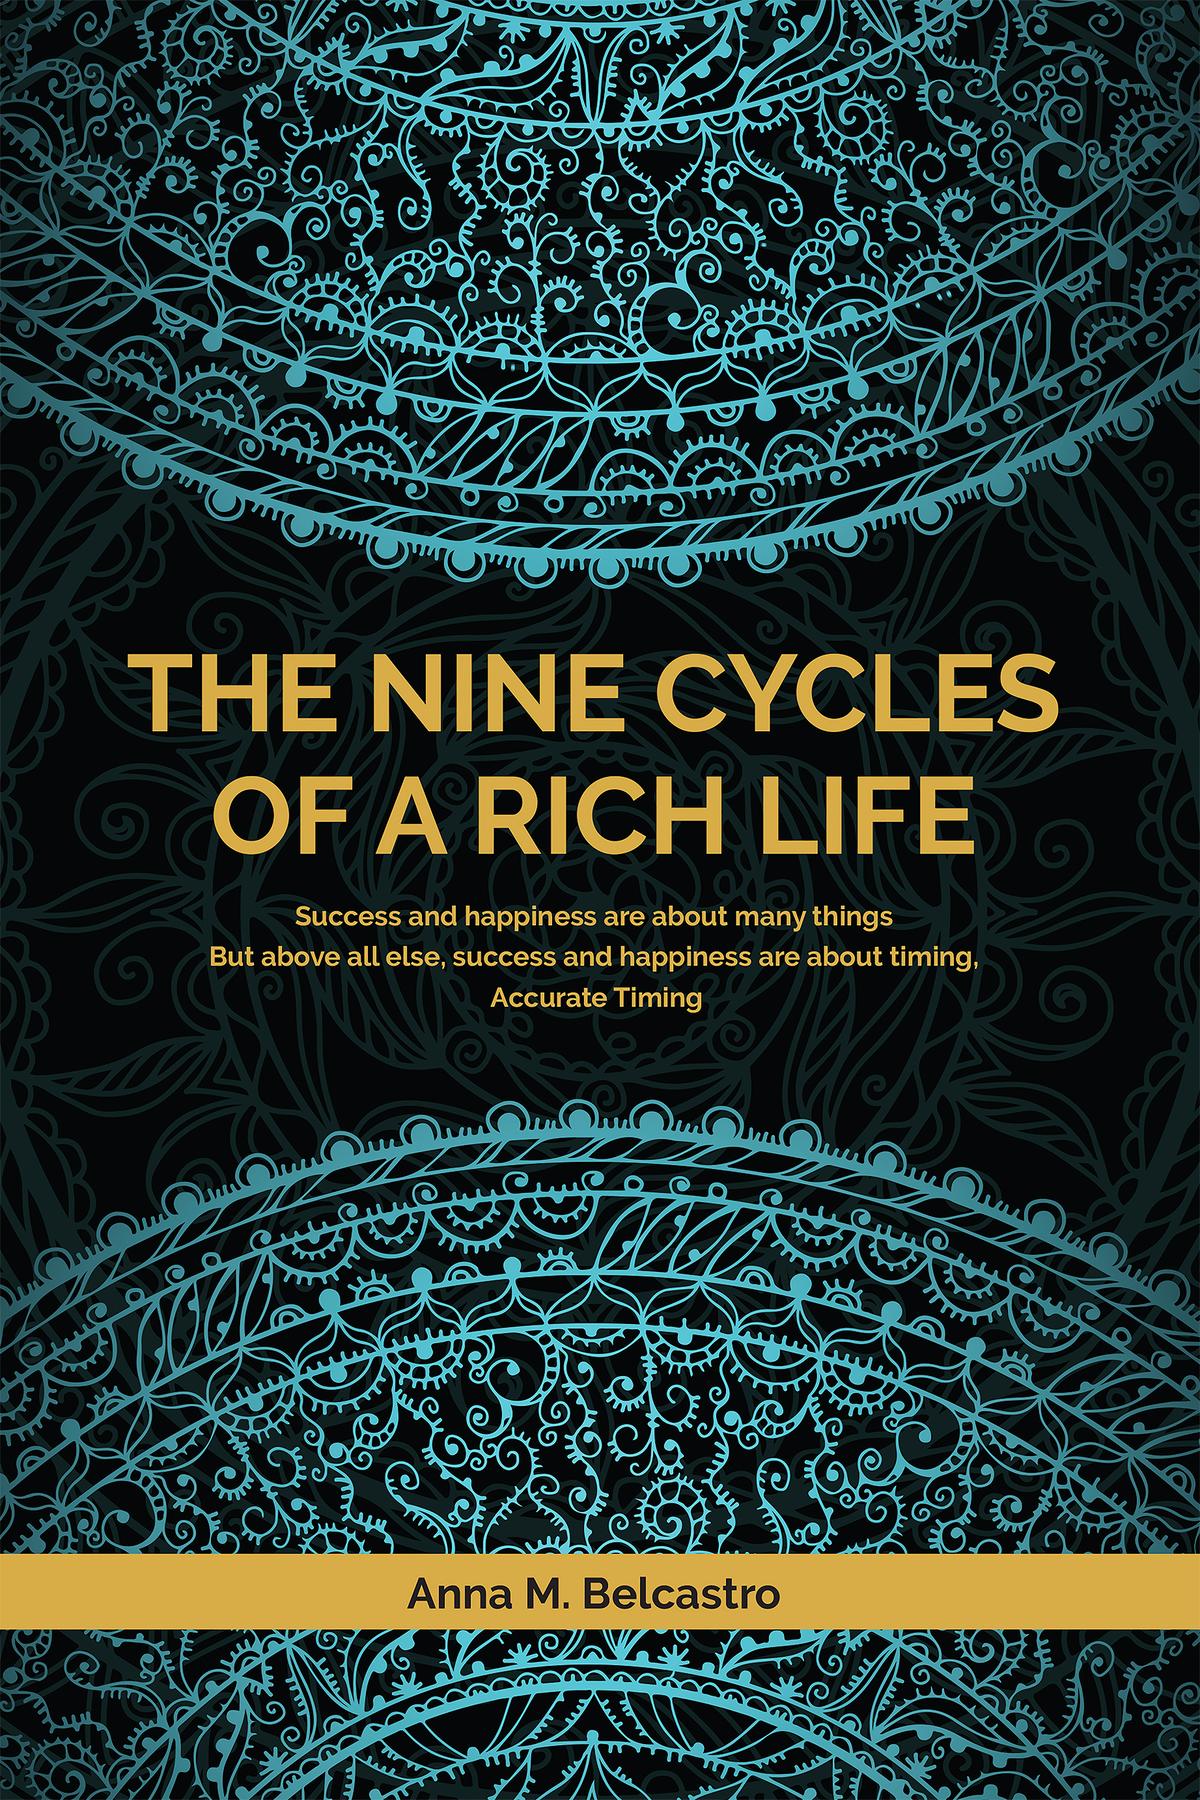 THE NINE CYCLES
OF A RICH LIFE
Success and happiness are about many things
But above all else, success and happiness are about timing,
Accurate Timing
Anna M. Belcastro